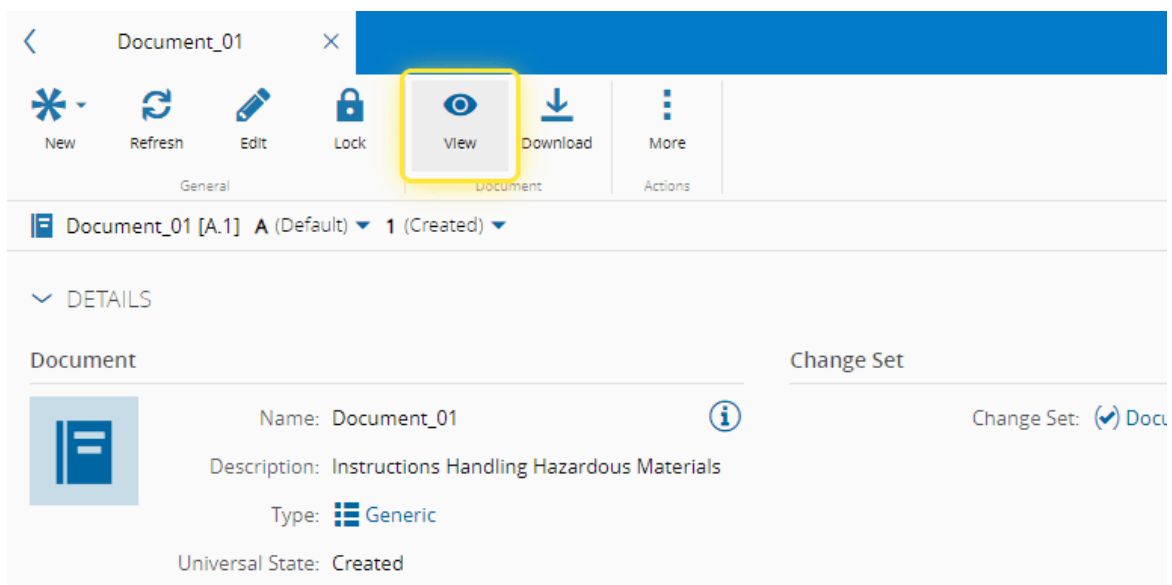 Document_01
New Refresh Edit Lock View Download More
General Document Actions
Document_01 [A.1] A (Default) 1 (Created)
DETAILS
Document
Name: Document_01
Description: Instructions Handling Hazardous Materials
Type: Generic
Universal State: Created
Change Set
Change Set: Docu